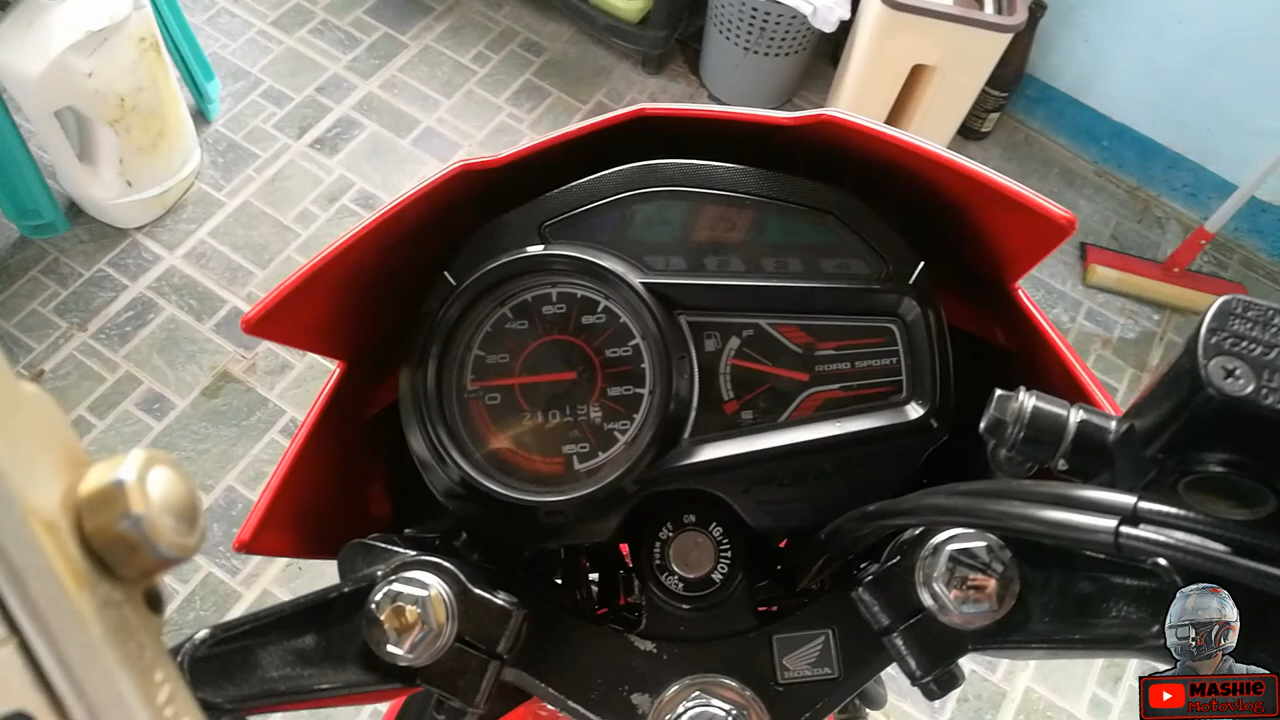 20
40
60
80
100
120
140
160
0
F
E
ROAD SPORT
ON
OFF
PUSH
LOCK
IGNITION
HONDA
MASHIE
Motovlog